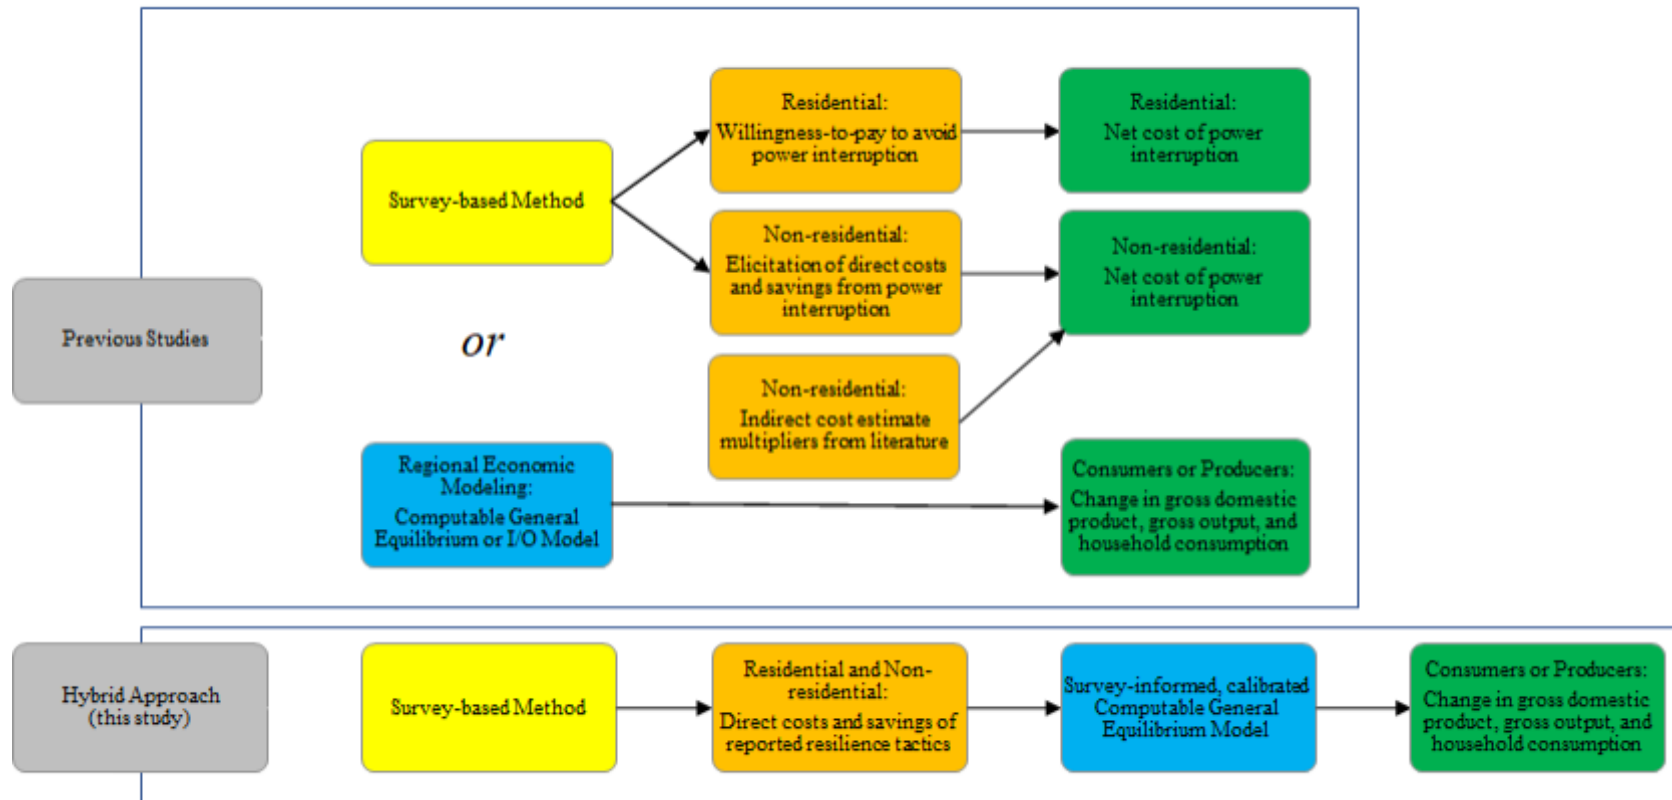 Previous Studies
Survey-based Method
or
Regional Economic
Modeling:
Computable General
Equilibrium or I/O Model
Residential:
Willingness-to-pay to avoid
power interruption
Non-residential:
Elicitation of direct costs
and savings from power
interruption
Non-residential:
Indirect cost estimate
multipliers from literature
Residential:
Net cost of power
interruption
Non-residential:
Net cost of power
interruption
Consumers or Producers:
Change in gross domestic
product, gross output, and
household consumption
Hybrid Approach
(this study)
Survey-based Method
Residential and Non-
residential:
Direct costs and savings of
reported resilience tactics
Survey-informed, calibrated
Computable General
Equilibrium Model
Consumers or Producers:
Change in gross domestic
product, gross output, and
household consumption